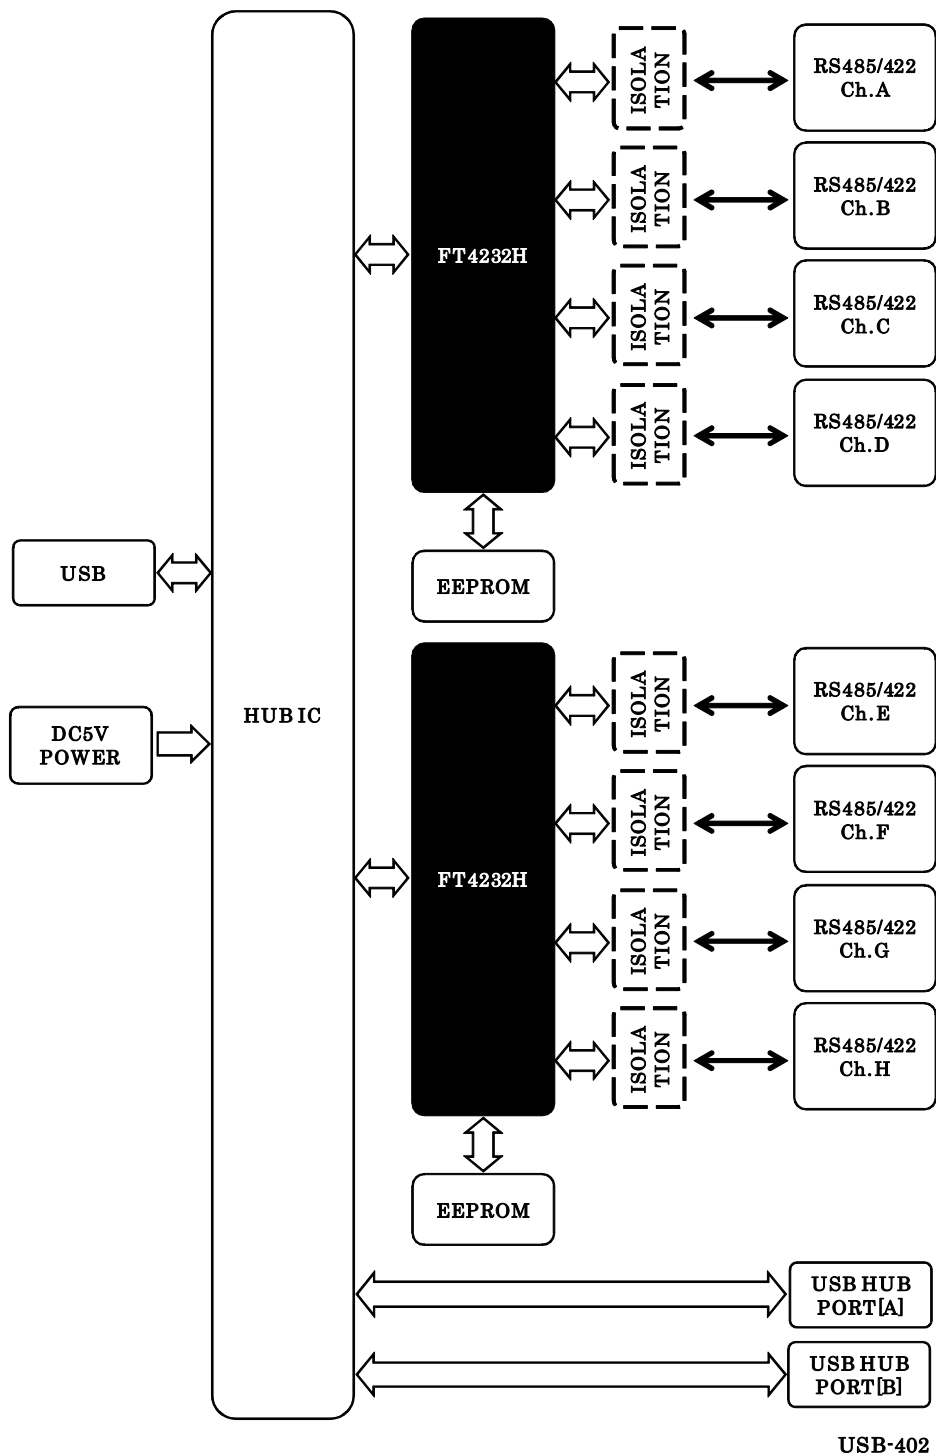 ISOLA
TION
RS485/422
Ch.A
ISOLA
TION
RS485/422
Ch.B
FT4232H
ISOLA
TION
RS485/422
Ch.C
ISOLA
TION
RS485/422
Ch.D
USB
EEPROM
HUB IC
DC5V
POWER
ISOLA
TION
RS485/422
Ch.E
ISOLA
TION
RS485/422
Ch.F
FT4232H
ISOLA
TION
RS485/422
Ch.G
ISOLA
TION
RS485/422
Ch.H
EEPROM
USB HUB
PORT[A]
USB HUB
PORT[B]
USB-402